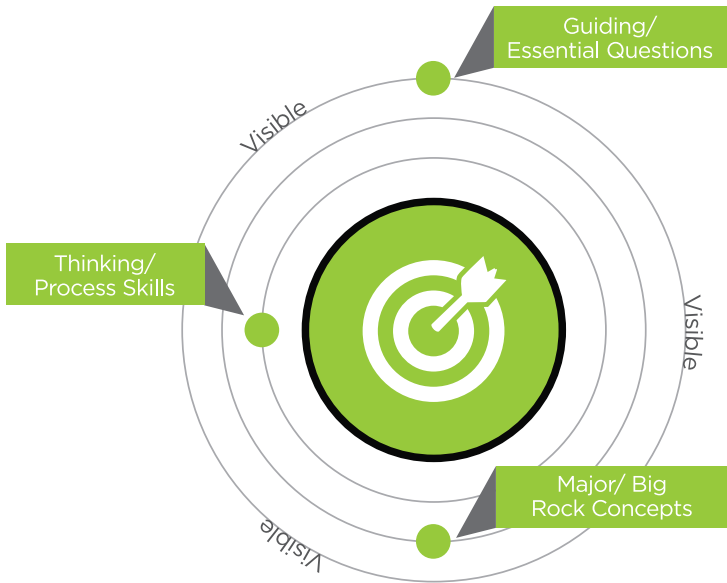 Guiding/
Essential Questions
Visible
Thinking/
Process Skills
Visible
Major/ Big
Rock Concepts
Visible